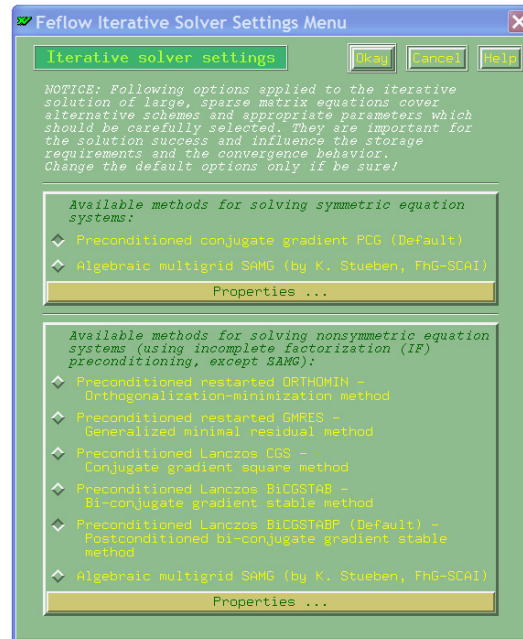 Feflow Iterative Solver Settings Menu
Iterative solver settings
Okay
Cancel
Help
NOTICE: Following options applied to the iterative
solution of large, sparse matrix equations cover
alternative schemes and appropriate parameters which
should be carefully selected. They are important for
the solution success and influence the storage
requirements and the convergence behavior.
Change the default options only if be sure!
Available methods for solving symmetric equation
systems:
Preconditioned conjugate gradient PCG (Default)
Algebraic multigrid SAMG (by K. Stueben, FhG-SCAI)
Properties ...
Available methods for solving nonsymmetric equation
systems (using incomplete factorization (IF)
preconditioning, except SAMG):
Preconditioned restarted ORTHOMIN -
Orthogonalization-minimization method
Preconditioned restarted GMRES -
Generalized minimal residual method
Preconditioned Lanczos CGS -
Conjugate gradient square method
Preconditioned Lanczos BiCGSTAB -
Bi-conjugate gradient stable method
Preconditioned Lanczos BiCGSTABP (Default) -
Postconditioned bi-conjugate gradient stable
method
Algebraic multigrid SAMG (by K. Stueben, FhG-SCAI)
Properties ...